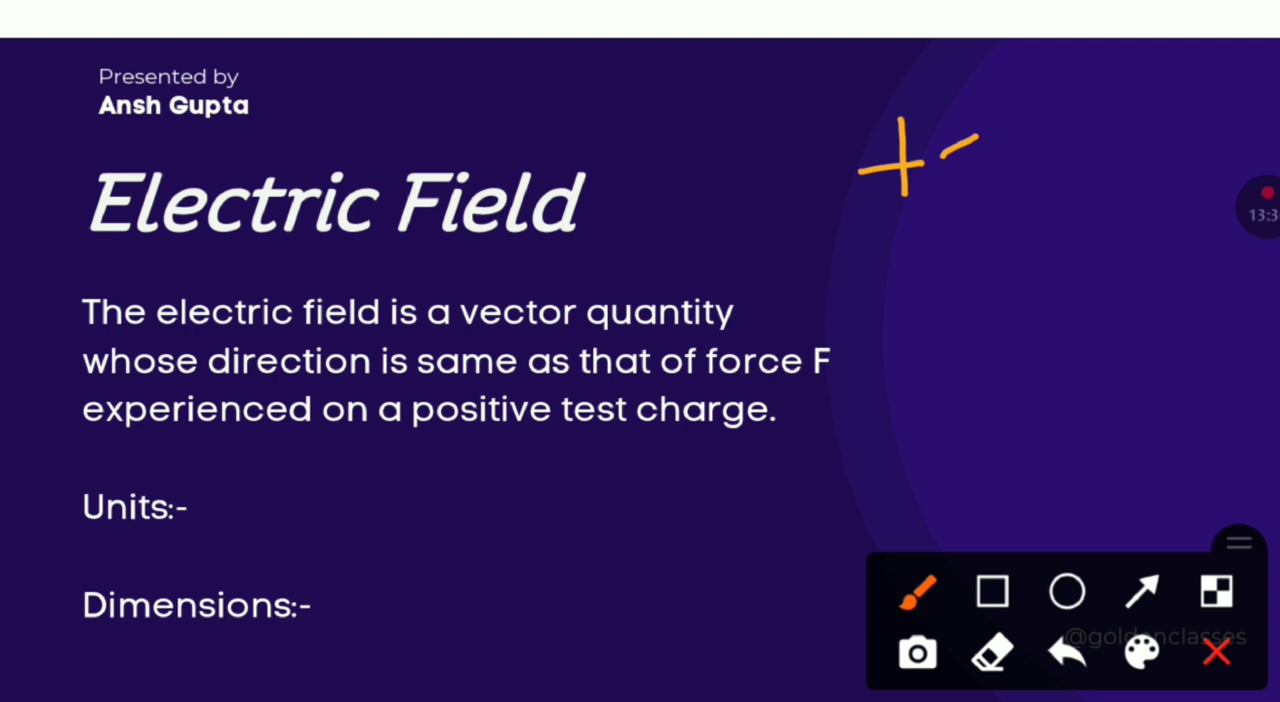 Presented by
Ansh Gupta
+ -
Electric Field
The electric field is a vector quantity
whose direction is same as that of force F
experienced on a positive test charge.
Units:-
Dimensions:-
@goldenclasses